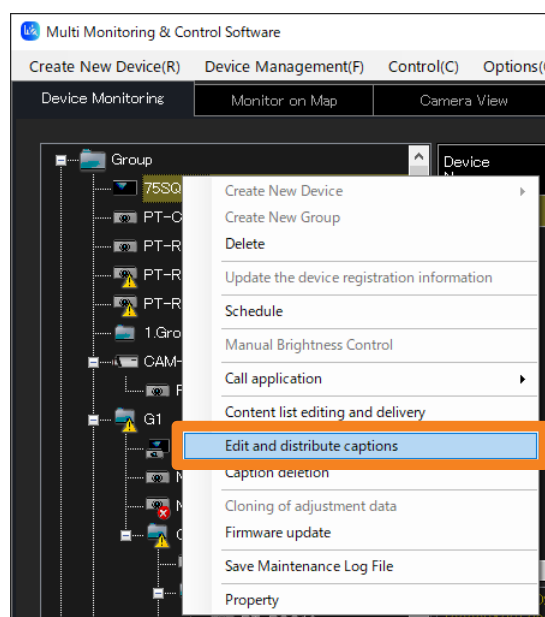 Multi Monitoring & Control Software
Create New Device(R) Device Management(F) Control(C) Options(
Device Monitoring Monitor on Map Camera View
Group
Device
75SQ
Create New Device
PT-C
Create New Group
PT-R
Delete
PT-R
Update the device registration information
PT-R
Schedule
1.Gro
Manual Brightness Control
CAM-
Call application
G1
Content list editing and delivery
Edit and distribute captions
Caption deletion
Cloning of adjustment data
Firmware update
Save Maintenance Log File
Property